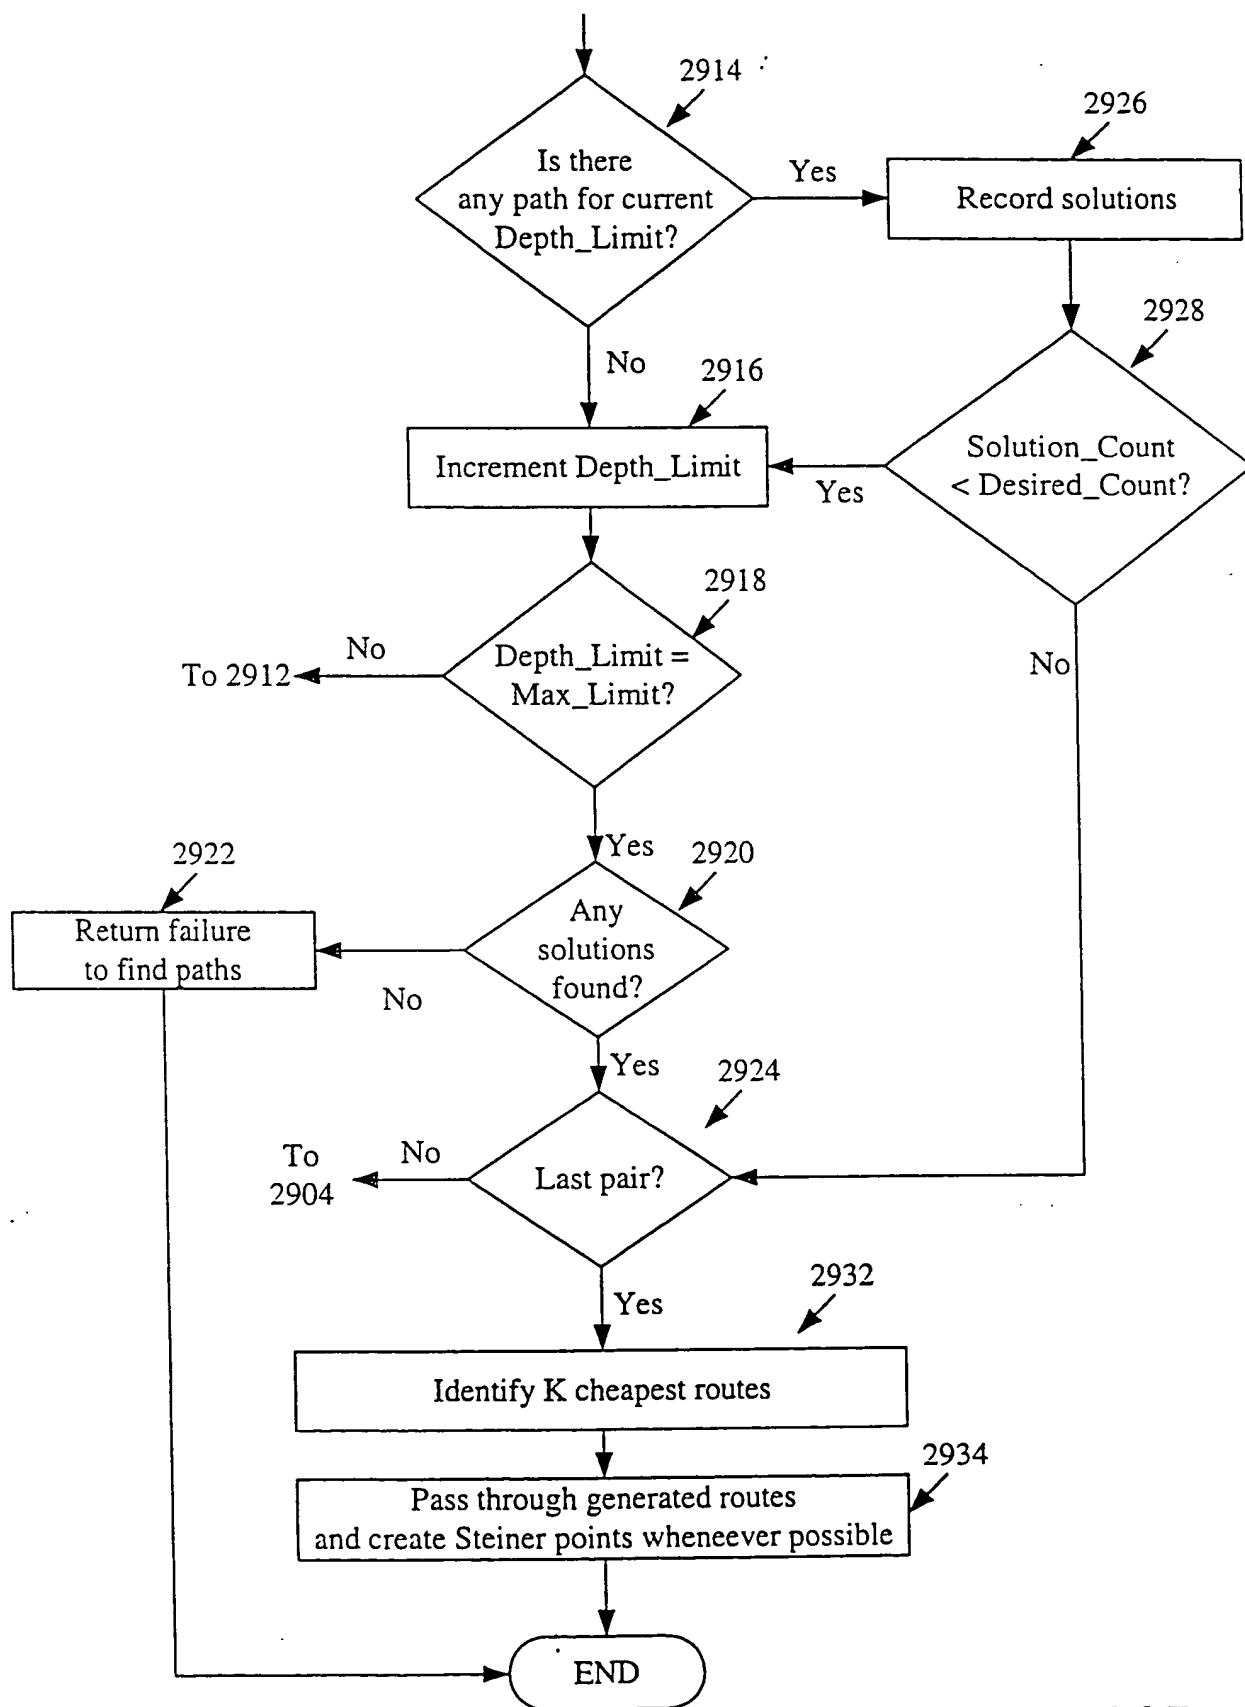 2914
2926
Is there
any path for current
Depth_Limit?
Yes
Record solutions
2928
No
2916
Increment Depth_Limit
Yes
Solution_Count
< Desired_Count?
2918
No
To 2912
Depth_Limit =
Max_Limit?
No
Yes
2920
2922
Return failure
to find paths
Any
solutions
found?
No
Yes
2924
To
2904
No
Last pair?
2932
Yes
Identify K cheapest routes
2934
Pass through generated routes
and create Steiner points wheneever possible
END